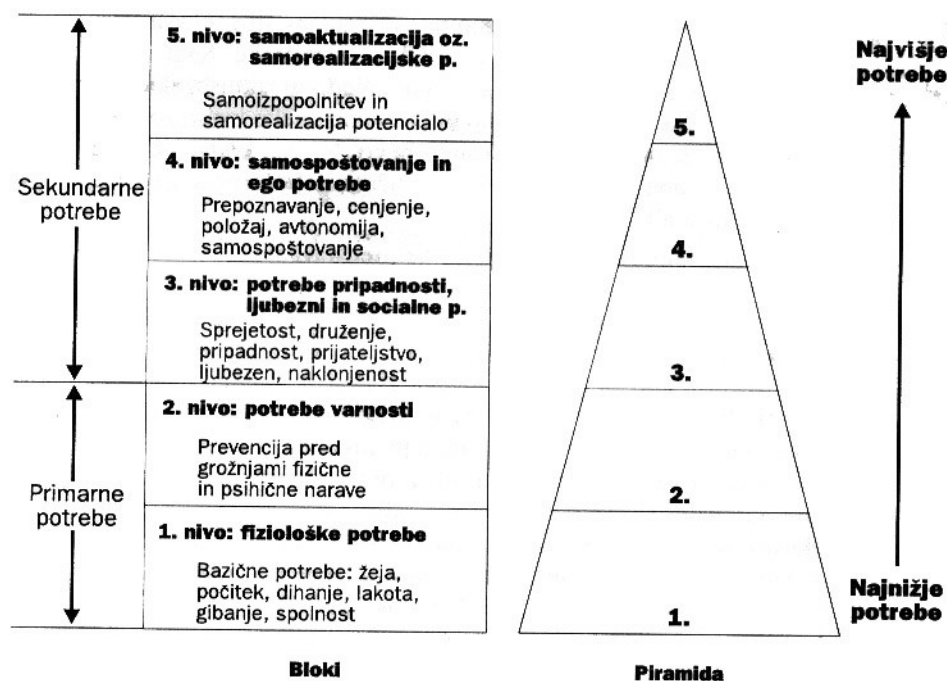 5. nivo: samoaktualizacija oz.
samorealizacijske p.
Samoizpopolnitev in
samorealizacija potencialo
4. nivo: samospoštovanje in
ego potrebe
Prepoznavanje, cenjenje,
položaj, avtonomija,
samospoštovanje
3. nivo: potrebe pripadnosti,
ljubezni in socialne p.
Sprejetost, druženje,
pripadnost, prijateljstvo,
ljubezen, naklonjenost
Sekundarne
potrebe
2. nivo: potrebe varnosti
Prevencija pred
grožnjami fizične
in psihične narave
1. nivo: fiziološke potrebe
Bazične potrebe: žeja,
počitek, dihanje, lakota,
gibanje, spolnost
Primarne
potrebe
Bloki
5.
4.
3.
2.
1.
Piramida
Najvišje
potrebe
Najnižje
potrebe